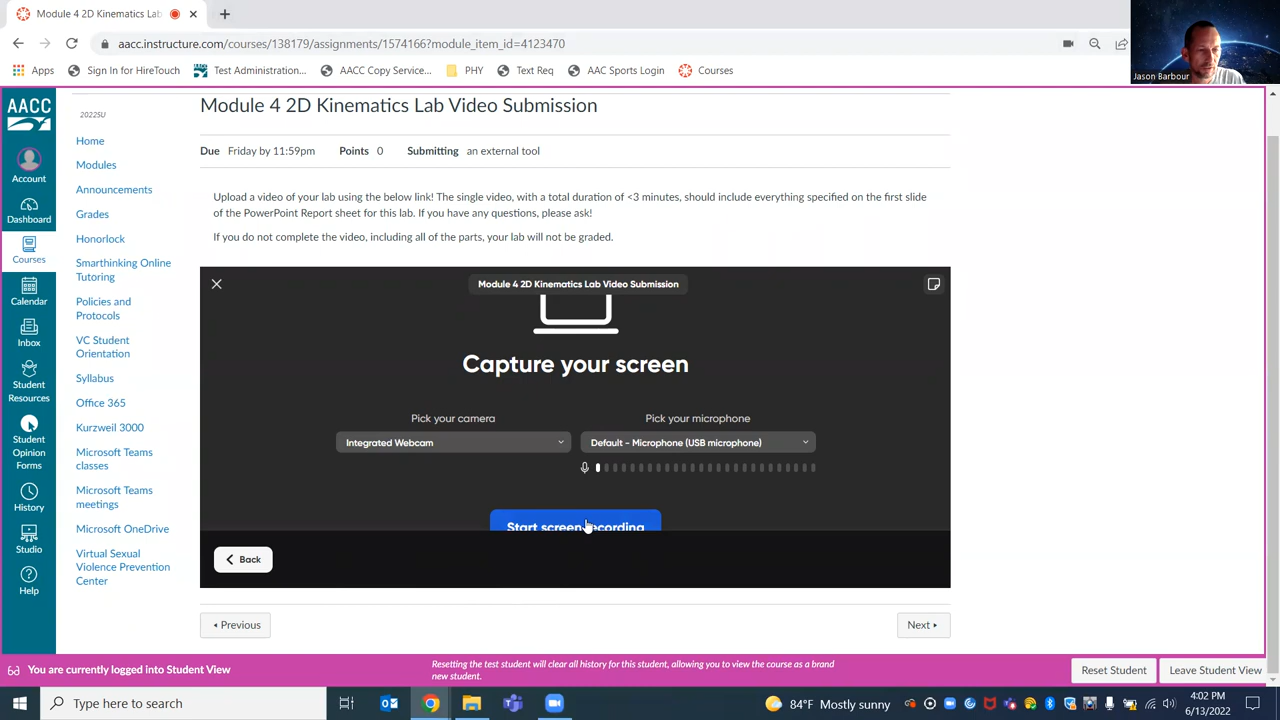 Module 4 2D Kinematics Lab
aacc.instructure.com/courses/138179/assignments/1574166?module_item_id=4123470
Apps
Sign In for HireTouch
Test Administration...
AACC Copy Service...
PHY
Text Req
AAC Sports Login
Courses
Jason Barbour
AACC
Account
Dashboard
Courses
Calendar
Inbox
Student
Resources
Student
Opinion
Forms
History
Studio
Help
2022SU
Home
Modules
Announcements
Grades
Honorlock
Smarthinking Online
Tutoring
Policies and
Protocols
VC Student
Orientation
Syllabus
Office 365
Kurzweil 3000
Microsoft Teams
classes
Microsoft Teams
meetings
Microsoft OneDrive
Virtual Sexual
Violence Prevention
Center
Module 4 2D Kinematics Lab Video Submission
Due Friday by 11:59pm Points 0 Submitting an external tool
Upload a video of your lab using the below link! The single video, with a total duration of <3 minutes, should include everything specified on the first slide
of the PowerPoint Report sheet for this lab. If you have any questions, please ask!
If you do not complete the video, including all of the parts, your lab will not be graded.
Module 4 2D Kinematics Lab Video Submission
Capture your screen
Pick your camera
Integrated Webcam
Pick your microphone
Default - Microphone (USB microphone)
Start screen recording
Back
Previous
Next
You are currently logged into Student View
Resetting the test student will clear all history for this student, allowing you to view the course as a brand
new student.
Reset Student
Leave Student View
Type here to search
84°F Mostly sunny
4:02 PM
6/13/2022